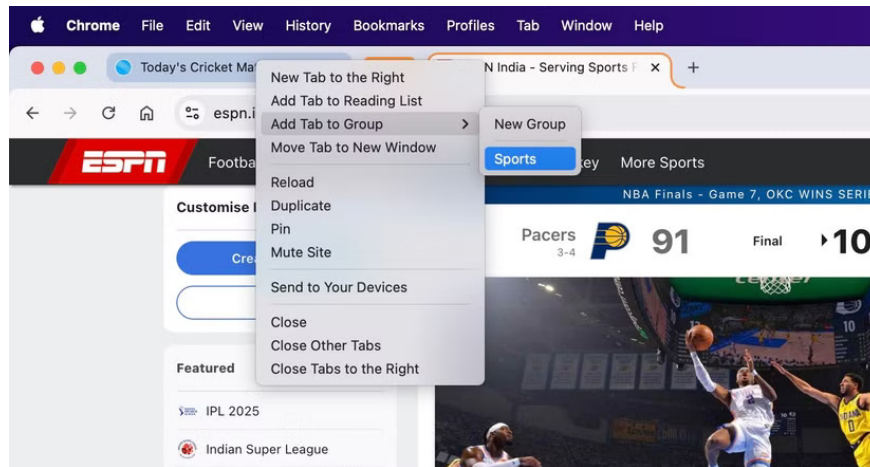 Chrome File Edit View History Bookmarks Profiles Tab Window Help
Today's Cricket Ma
N India - Serving Sports
New Tab to the Right
Add Tab to Reading List
espn.i
Add Tab to Group
New Group
Move Tab to New Window
Sports
ESPN
Footba
ey
More Sports
Reload
NBA Finals - Game 7, OKC WINS SERI
Customise
Duplicate
Pin
Pacers
3-4
91
Final
10
Mute Site
Cre
Send to Your Devices
Close
Close Other Tabs
Featured
Close Tabs to the Right
IPL 2025
Indian Super League
10